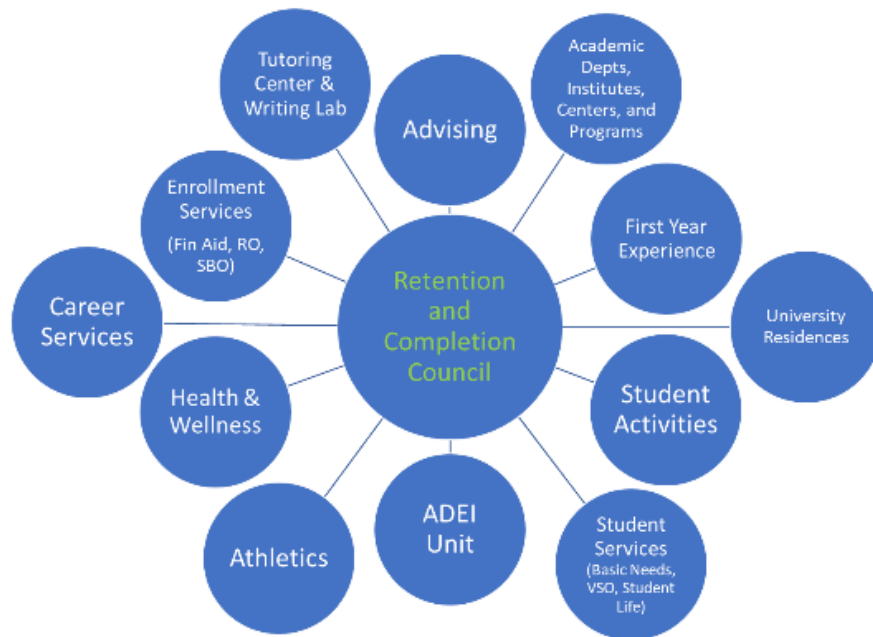 Tutoring
Center &
Writing Lab
Advising
Academic
Depts,
Institutes,
Centers, and
Programs
Enrollment
Services
(Fin Aid, RO,
SBO)
First Year
Experience
Career
Services
Retention
and
Completion
Council
University
Residences
Health &
Wellness
Student
Activities
Athletics
ADEI
Unit
Student
Services
(Basic Needs,
VSO, Student
Life)